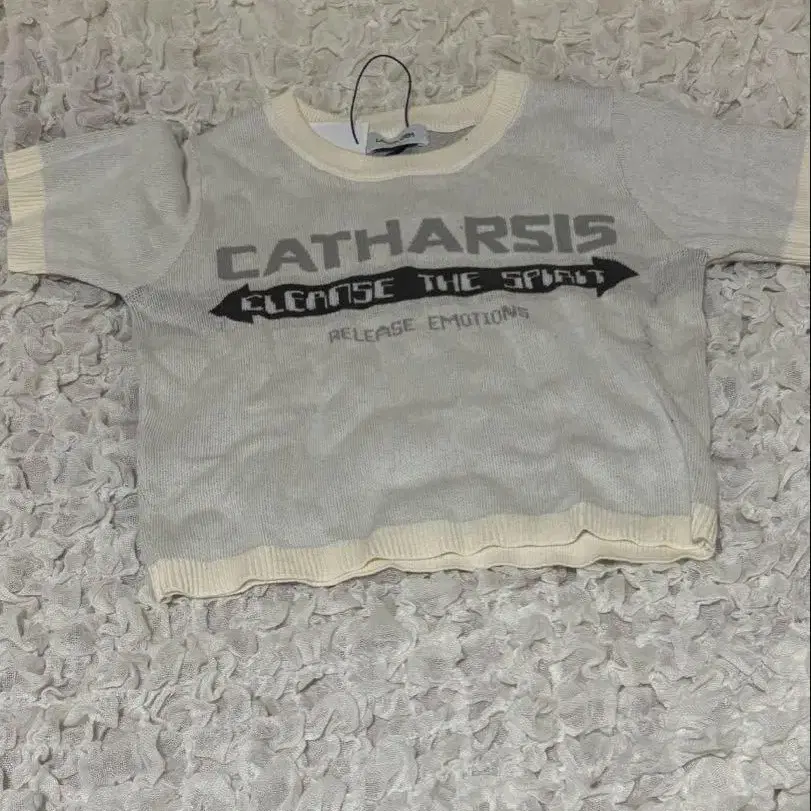 CATHARSIS
CLEANSE THE SPIRIT
RELEASE EMOTIONS